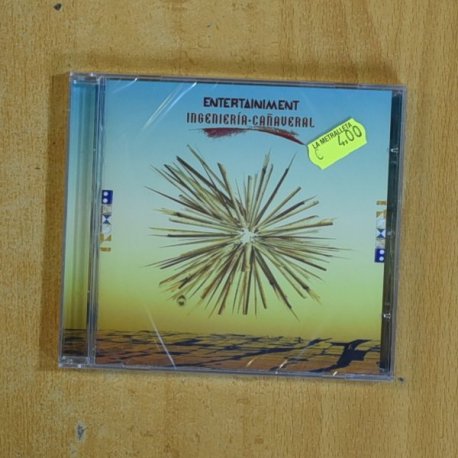 ENTERTAINIMENT
INGENIERÍA·CAÑAVERAL
LA METRALLETA
€ 4,00